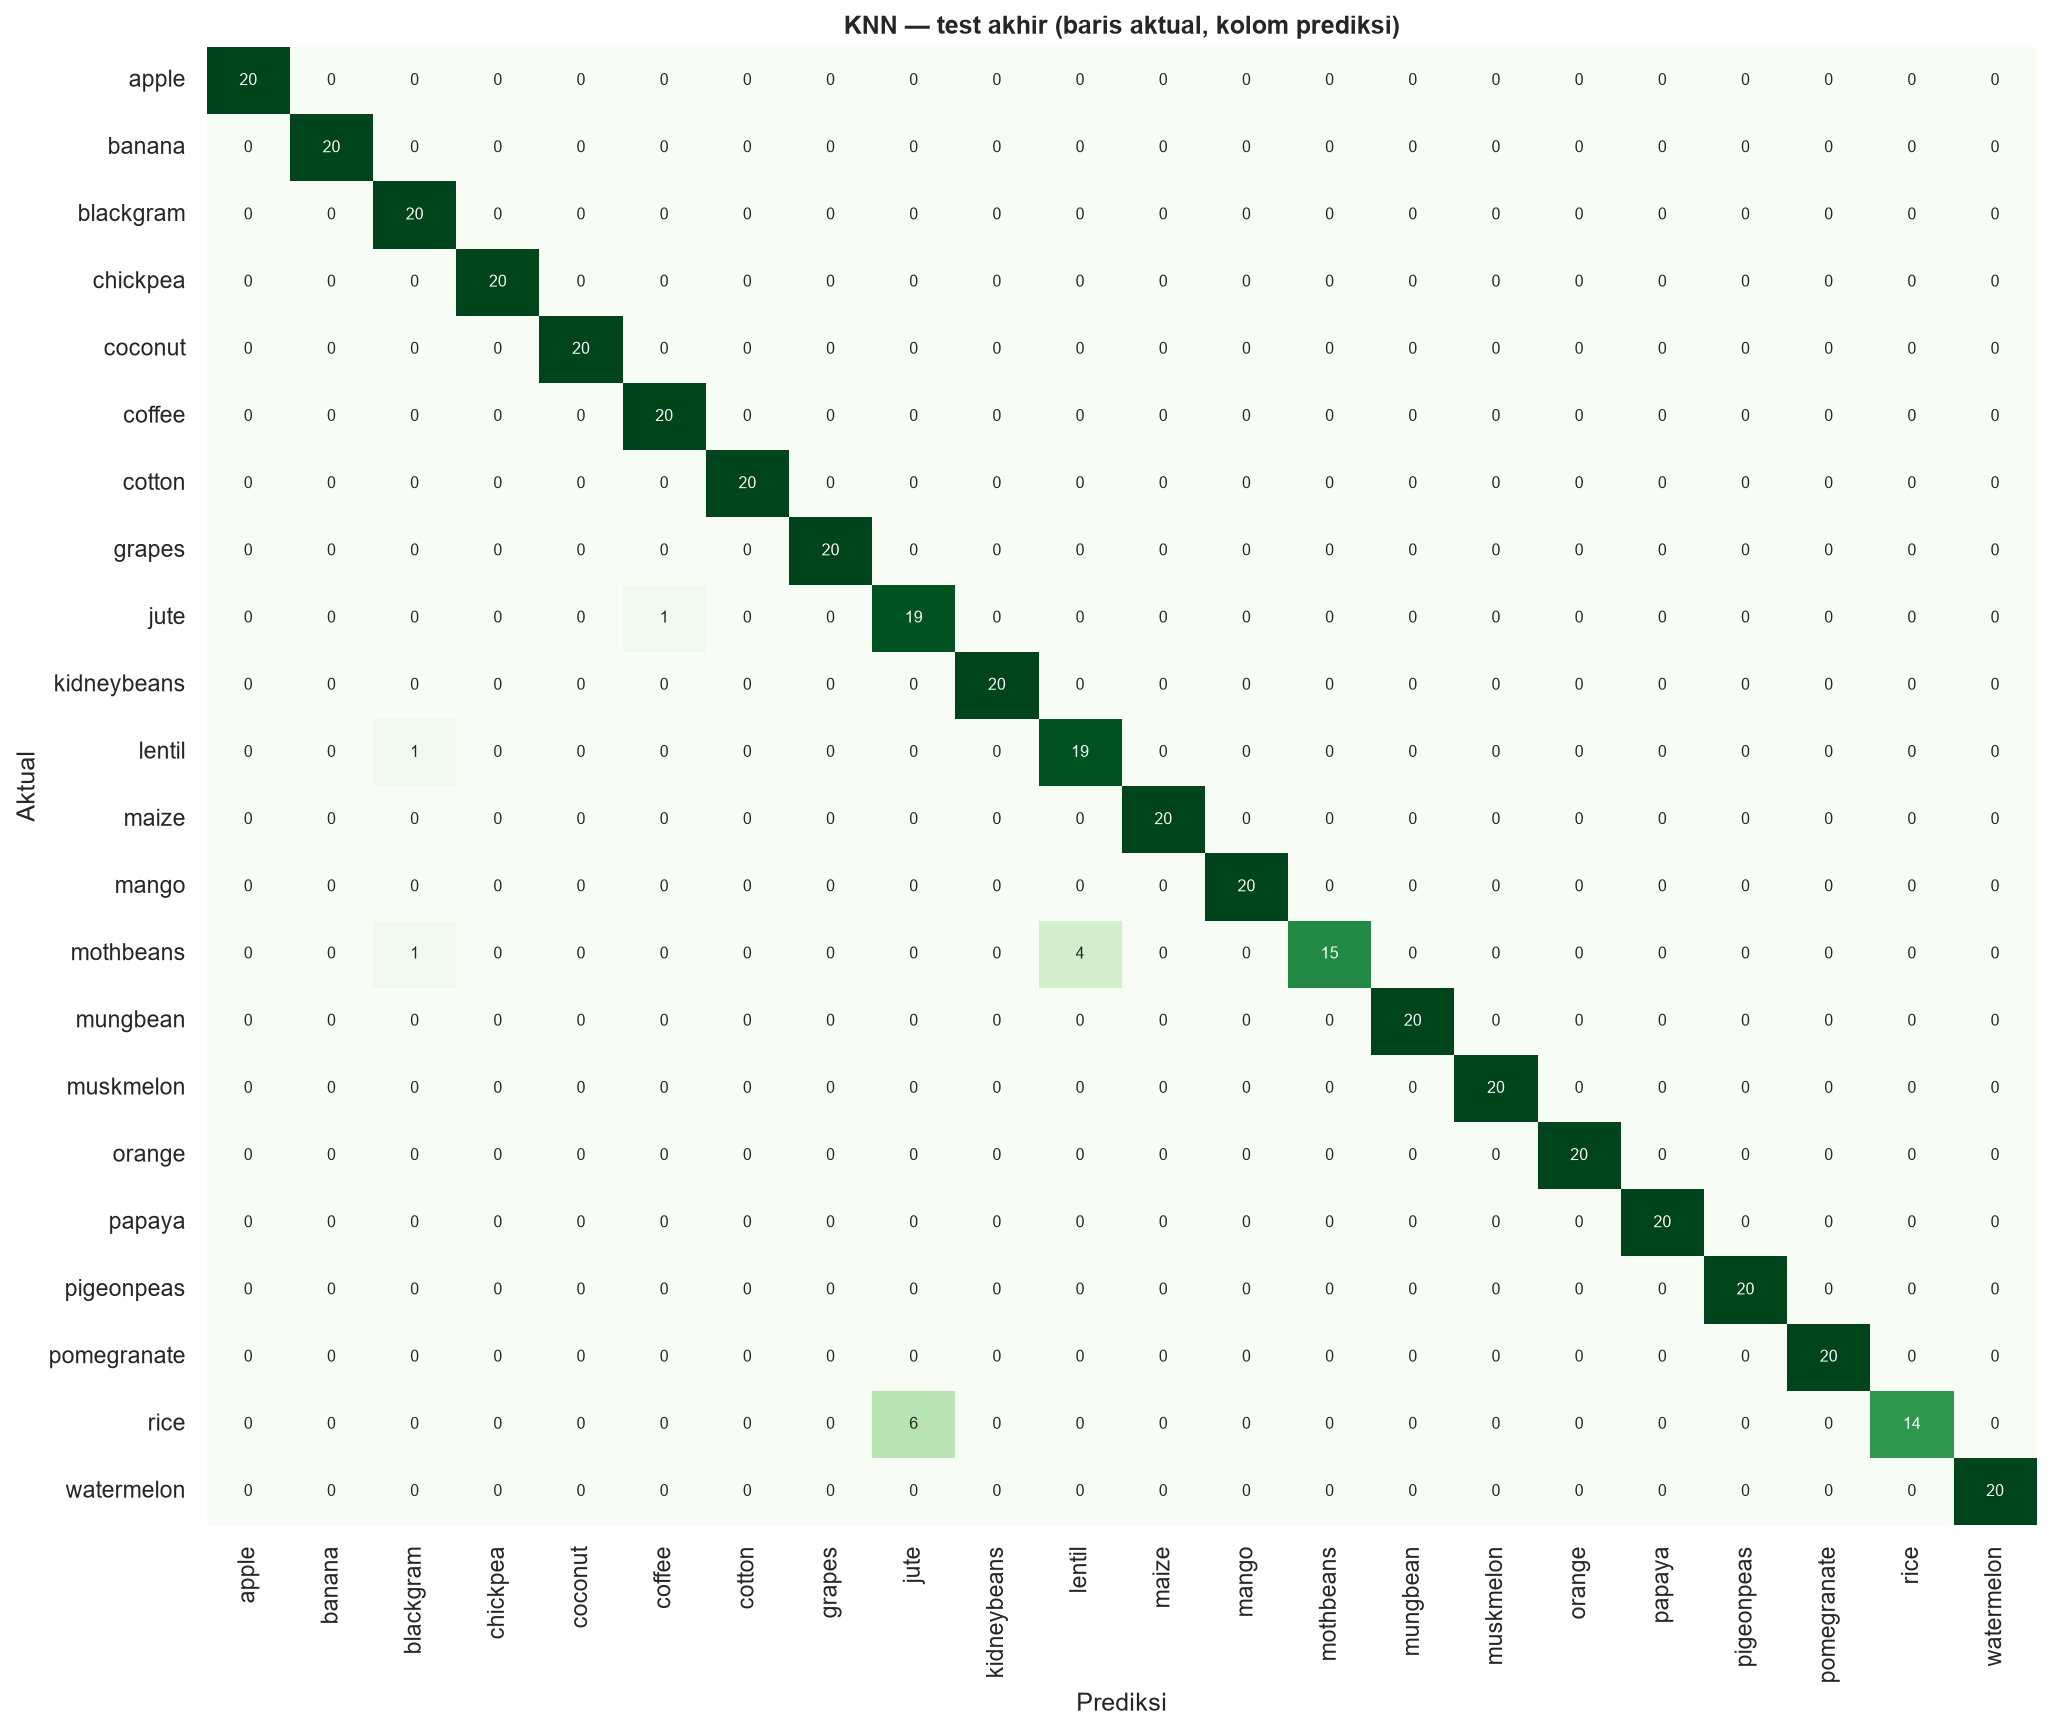 KNN — test akhir (baris aktual, kolom prediksi)
Aktual
apple 20 0 0 0 0 0 0 0 0 0 0 0 0 0 0 0 0 0 0 0 0 0
banana 0 20 0 0 0 0 0 0 0 0 0 0 0 0 0 0 0 0 0 0 0 0
blackgram 0 0 20 0 0 0 0 0 0 0 0 0 0 0 0 0 0 0 0 0 0 0
chickpea 0 0 0 20 0 0 0 0 0 0 0 0 0 0 0 0 0 0 0 0 0 0
coconut 0 0 0 0 20 0 0 0 0 0 0 0 0 0 0 0 0 0 0 0 0 0
coffee 0 0 0 0 0 20 0 0 0 0 0 0 0 0 0 0 0 0 0 0 0 0
cotton 0 0 0 0 0 0 20 0 0 0 0 0 0 0 0 0 0 0 0 0 0 0
grapes 0 0 0 0 0 0 0 20 0 0 0 0 0 0 0 0 0 0 0 0 0 0
jute 0 0 0 0 0 1 0 0 19 0 0 0 0 0 0 0 0 0 0 0 0 0
kidneybeans 0 0 0 0 0 0 0 0 0 20 0 0 0 0 0 0 0 0 0 0 0 0
lentil 0 0 1 0 0 0 0 0 0 0 19 0 0 0 0 0 0 0 0 0 0 0
maize 0 0 0 0 0 0 0 0 0 0 0 20 0 0 0 0 0 0 0 0 0 0
mango 0 0 0 0 0 0 0 0 0 0 0 0 20 0 0 0 0 0 0 0 0 0
mothbeans 0 0 1 0 0 0 0 0 0 0 4 0 0 15 0 0 0 0 0 0 0 0
mungbean 0 0 0 0 0 0 0 0 0 0 0 0 0 0 20 0 0 0 0 0 0 0
muskmelon 0 0 0 0 0 0 0 0 0 0 0 0 0 0 0 20 0 0 0 0 0 0
orange 0 0 0 0 0 0 0 0 0 0 0 0 0 0 0 0 20 0 0 0 0 0
papaya 0 0 0 0 0 0 0 0 0 0 0 0 0 0 0 0 0 20 0 0 0 0
pigeonpeas 0 0 0 0 0 0 0 0 0 0 0 0 0 0 0 0 0 0 20 0 0 0
pomegranate 0 0 0 0 0 0 0 0 0 0 0 0 0 0 0 0 0 0 0 20 0 0
rice 0 0 0 0 0 0 0 0 6 0 0 0 0 0 0 0 0 0 0 0 14 0
watermelon 0 0 0 0 0 0 0 0 0 0 0 0 0 0 0 0 0 0 0 0 0 20
apple banana blackgram chickpea coconut coffee cotton grapes jute kidneybeans lentil maize mango mothbeans mungbean muskmelon orange papaya pigeonpeas pomegranate rice watermelon
Prediksi